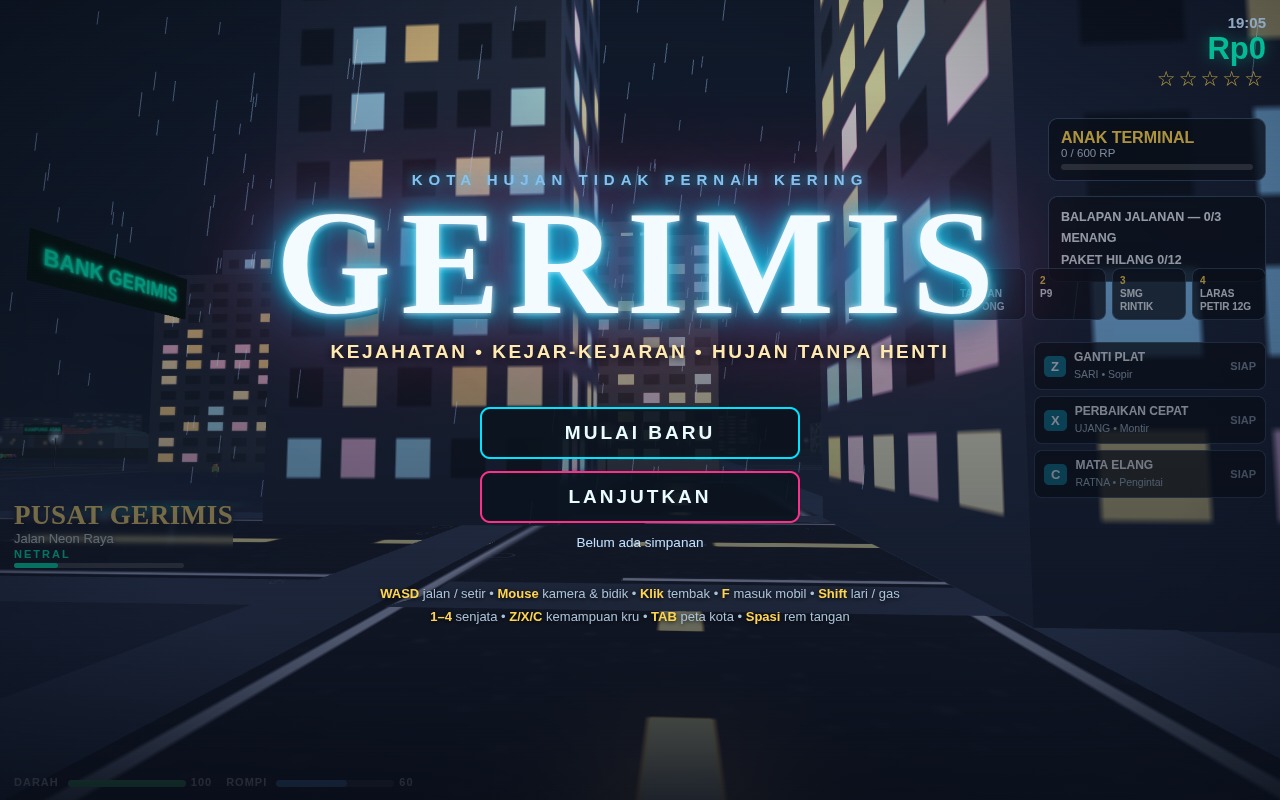 19:05
Rp0
☆☆☆☆☆
ANAK TERMINAL
0 / 600 RP
BALAPAN JALANAN — 0/3
MENANG
PAKET HILANG 0/12
2
P9
3
SMG
RINTIK
4
LARAS
PETIR 12G
Z
GANTI PLAT
SARI • Sopir
SIAP
X
PERBAIKAN CEPAT
UJANG • Montir
SIAP
C
MATA ELANG
RATNA • Pengintai
SIAP
KOTA HUJAN TIDAK PERNAH KERING
GERIMIS
KEJAHATAN • KEJAR-KEJARAN • HUJAN TANPA HENTI
BANK GERIMIS
MULAI BARU
LANJUTKAN
Belum ada simpanan
WASD jalan / setir • Mouse kamera & bidik • Klik tembak • F masuk mobil • Shift lari / gas
1–4 senjata • Z/X/C kemampuan kru • TAB peta kota • Spasi rem tangan
PUSAT GERIMIS
Jalan Neon Raya
NETRAL
DARAH 100 ROMPI 60